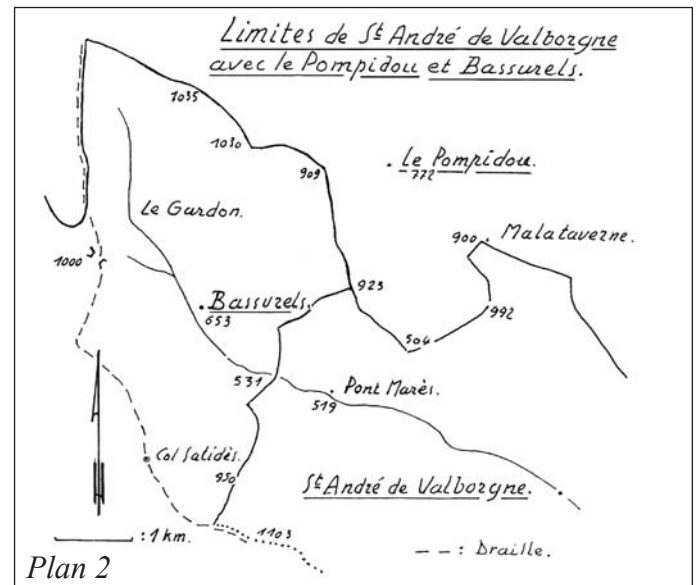 Limites de St André de Valborgne
avec le Pompidou et Bassurels.
1035
1030
909
Le Pompidou.
772
Le Gardon.
900
Malataverne.
1000
923
Bassurels.
653
992
504
531
Pont Marès.
519
Col Salidès.
950
St André de Valborgne.
1103
: 1 km.
-- : Draille.
Plan 2